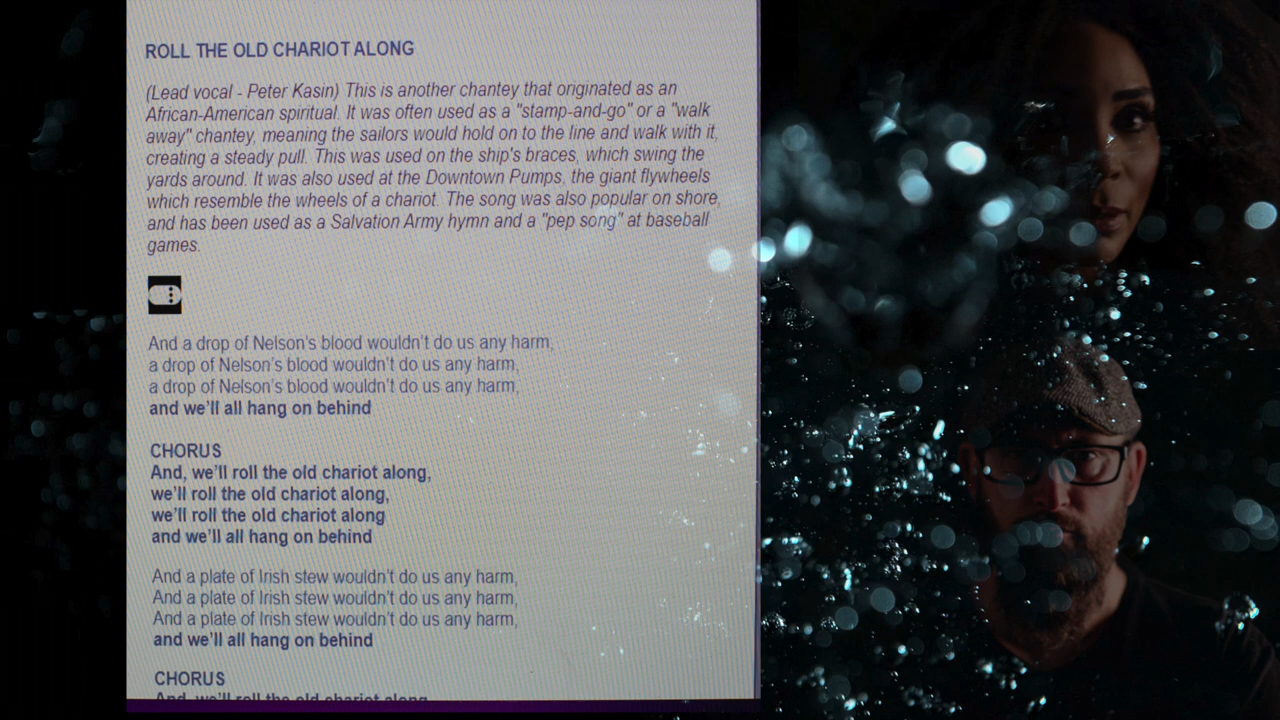 ROLL THE OLD CHARIOT ALONG
(Lead vocal - Peter Kasin) This is another chantey that originated as an
African-American spiritual. It was often used as a "stamp-and-go" or a "walk
away" chantey, meaning the sailors would hold on to the line and walk with it,
creating a steady pull. This was used on the ship's braces, which swing the
yards around. It was also used at the Downtown Pumps, the giant flywheels
which resemble the wheels of a chariot. The song was also popular on shore,
and has been used as a Salvation Army hymn and a "pep song" at baseball
games.
And a drop of Nelson's blood wouldn't do us any harm,
a drop of Nelson's blood wouldn't do us any harm,
a drop of Nelson's blood wouldn't do us any harm,
and we'll all hang on behind
CHORUS
And, we'll roll the old chariot along,
we'll roll the old chariot along,
we'll roll the old chariot along
and we'll all hang on behind
And a plate of Irish stew wouldn't do us any harm,
And a plate of Irish stew wouldn't do us any harm,
And a plate of Irish stew wouldn't do us any harm,
and we'll all hang on behind
CHORUS
And, we'll roll the old chariot along,